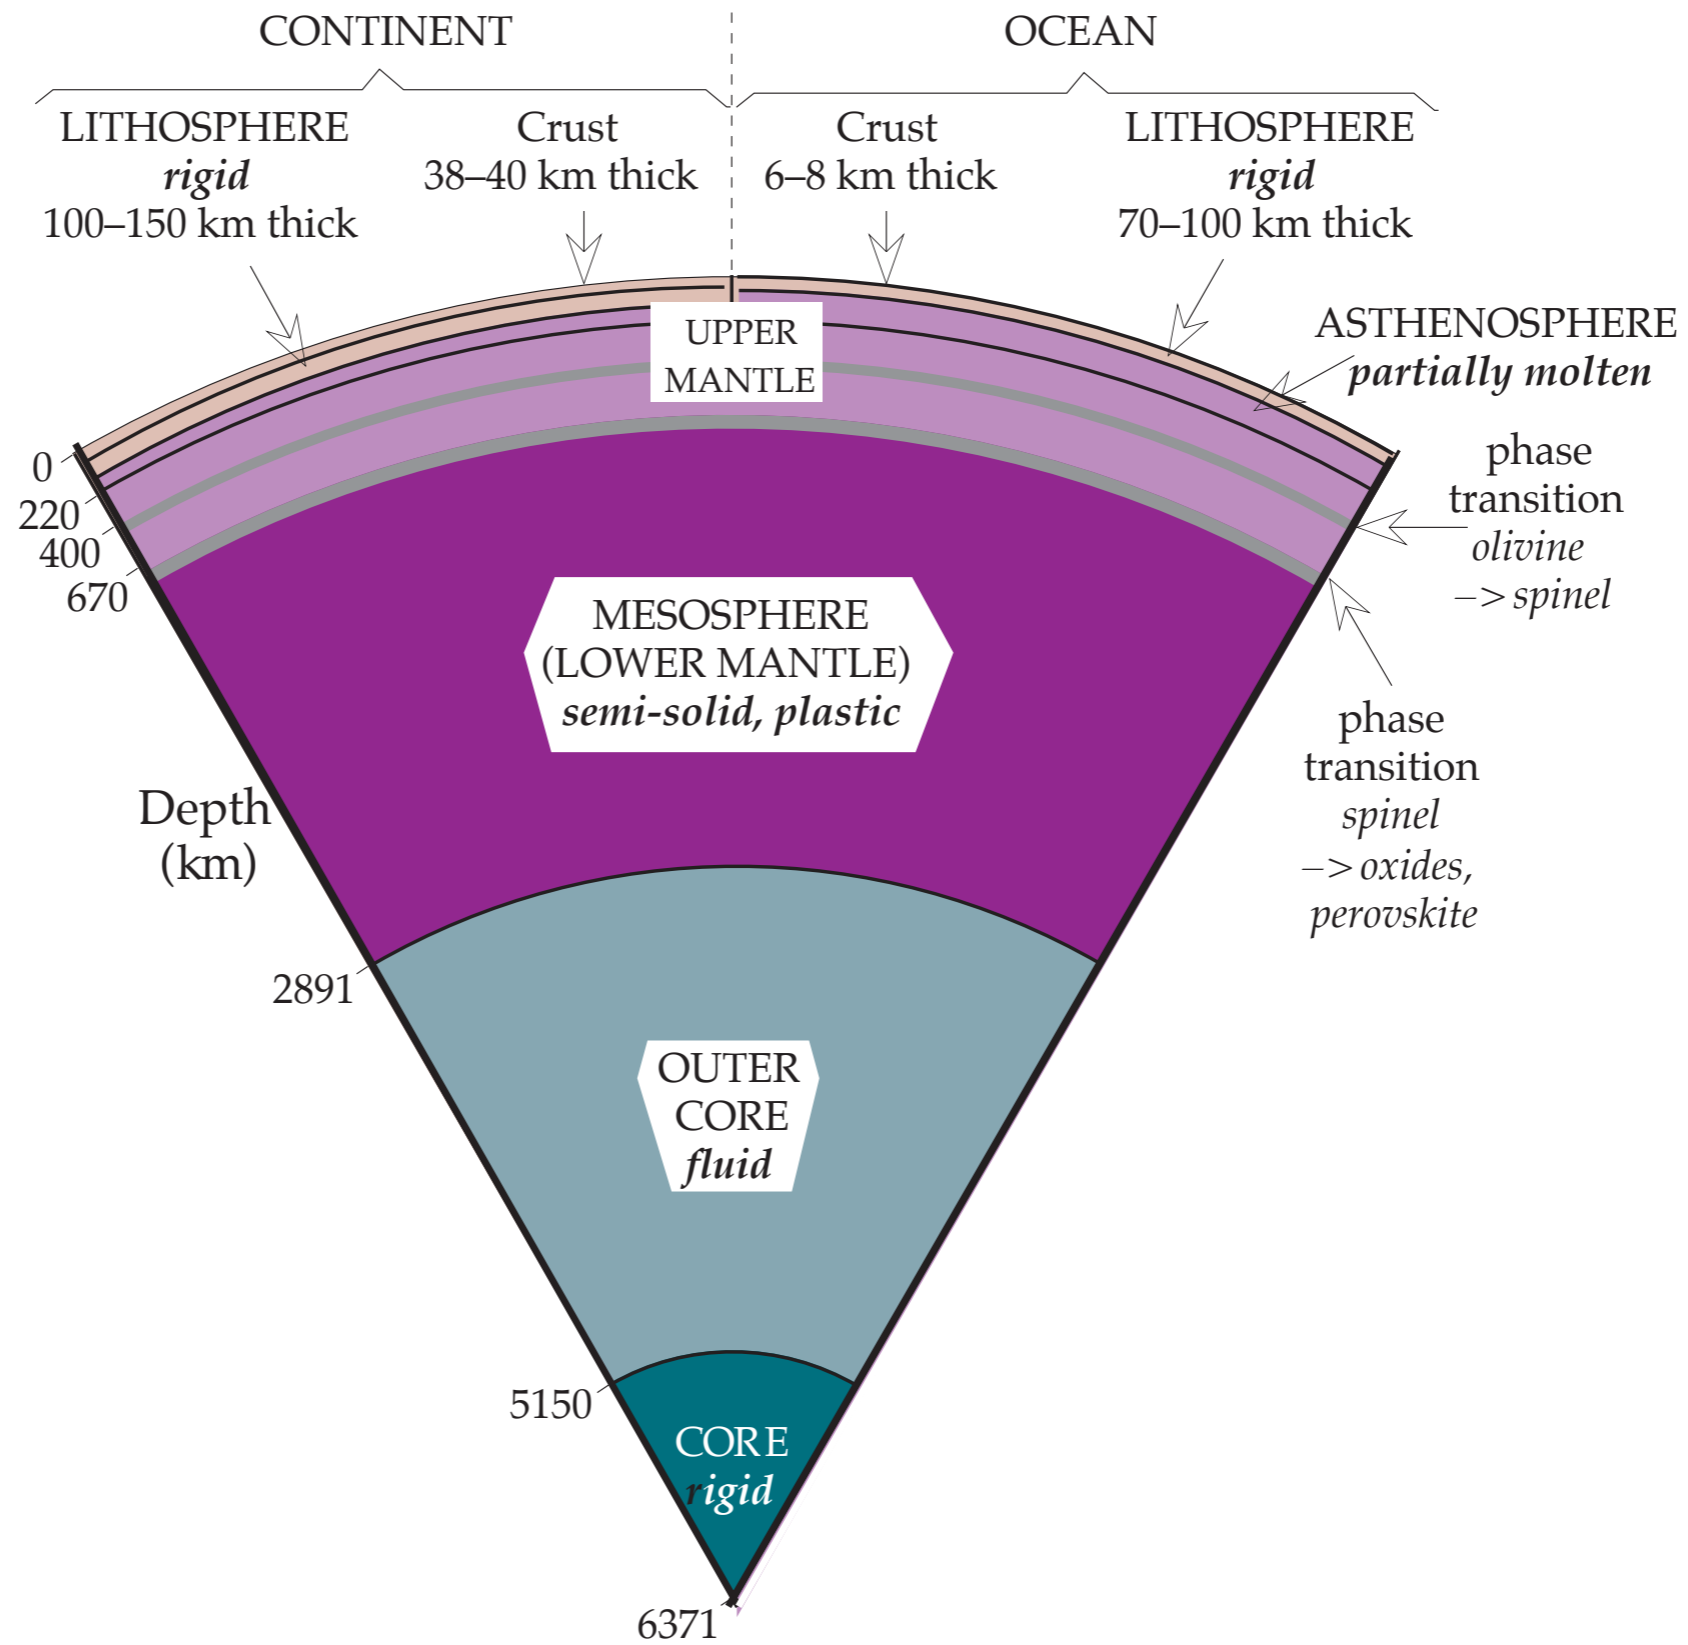 CONTINENT
OCEAN
LITHOSPHERE
rigid
100–150 km thick
Crust
38–40 km thick
Crust
6–8 km thick
LITHOSPHERE
rigid
70–100 km thick
UPPER
MANTLE
ASTHENOSPHERE
partially molten
0
220
400
670
phase
transition
olivine
–> spinel
MESOSPHERE
(LOWER MANTLE)
semi-solid, plastic
phase
transition
spinel
–> oxides,
perovskite
Depth
(km)
2891
OUTER
CORE
fluid
5150
CORE
rigid
6371